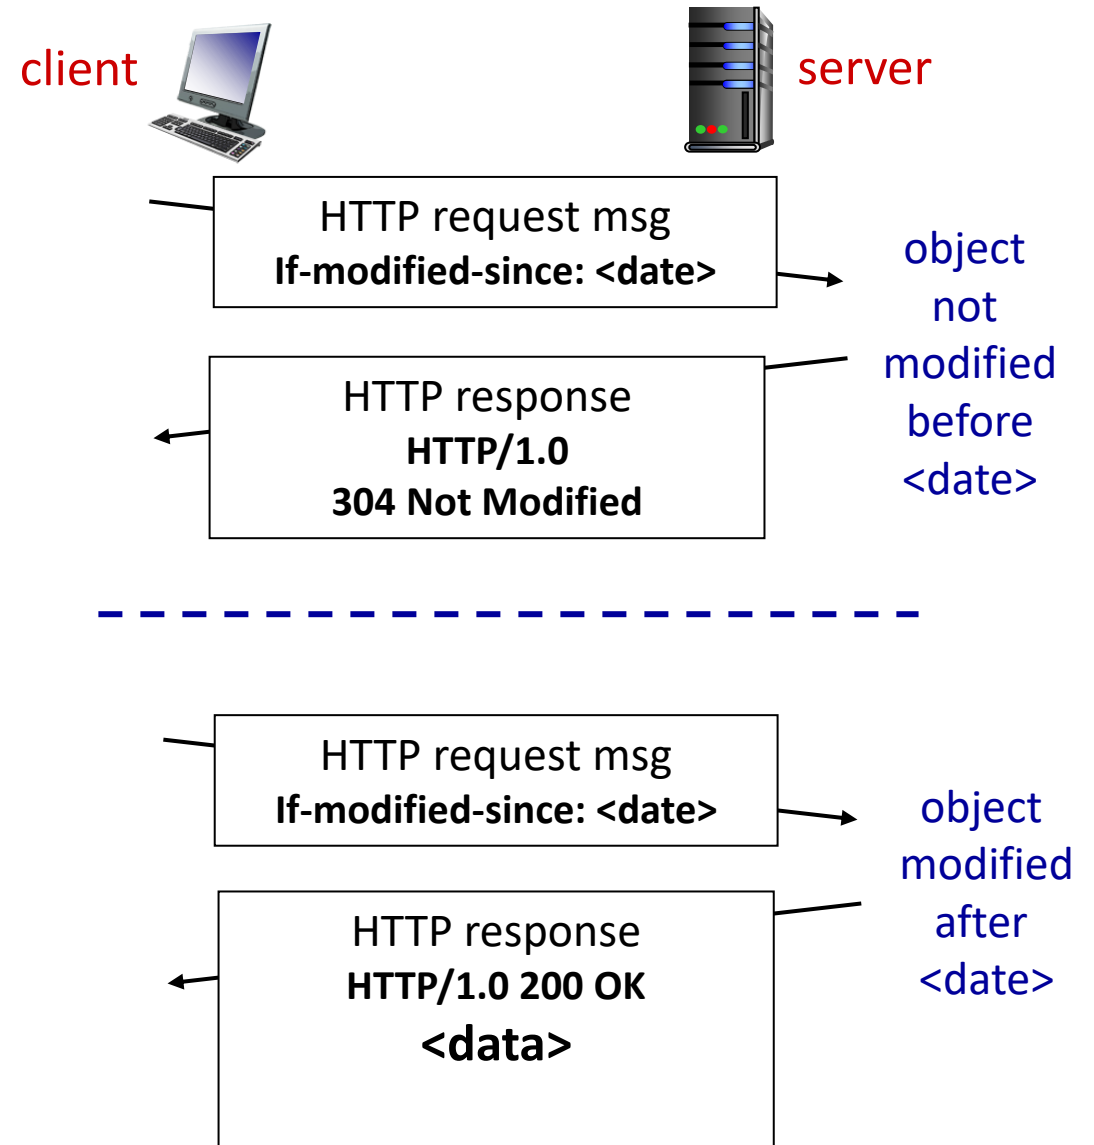 client
server
HTTP request msg
If-modified-since: <date>
object
not
modified
before
<date>
HTTP response
HTTP/1.0
304 Not Modified
HTTP request msg
If-modified-since: <date>
object
modified
after
<date>
HTTP response
HTTP/1.0 200 OK
<data>